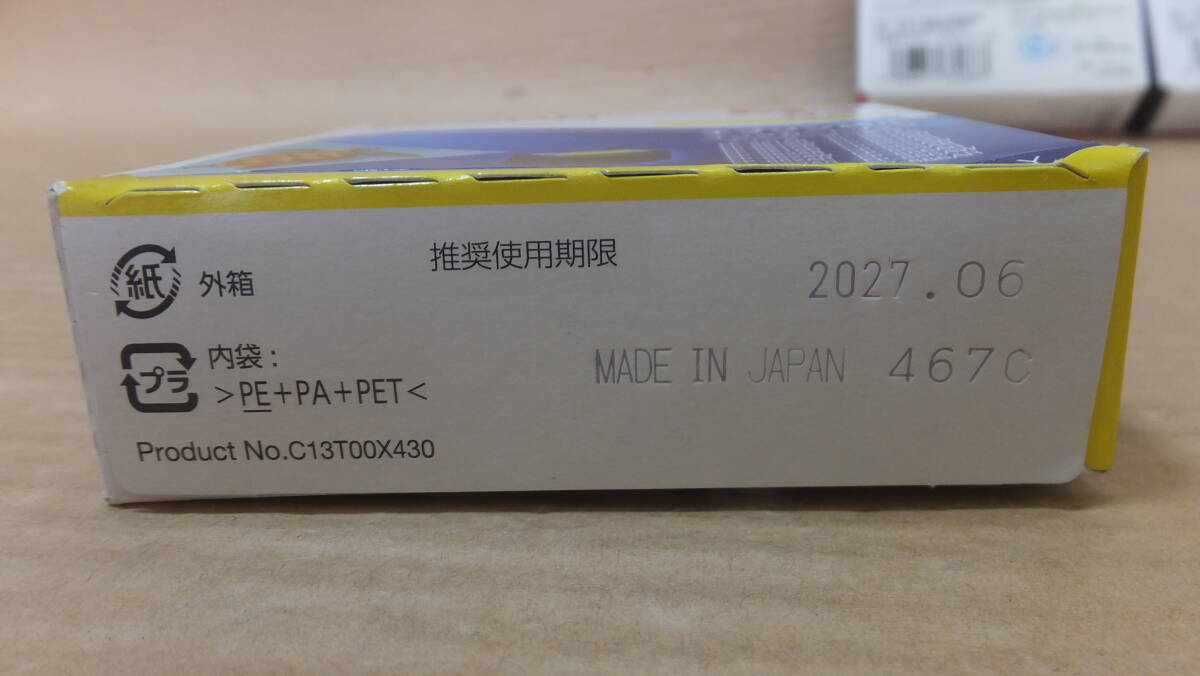 紙 外箱
推奨使用期限
2027.06
プラ 内袋：
>PE+PA+PET<
MADE IN JAPAN 467C
Product No.C13T00X430